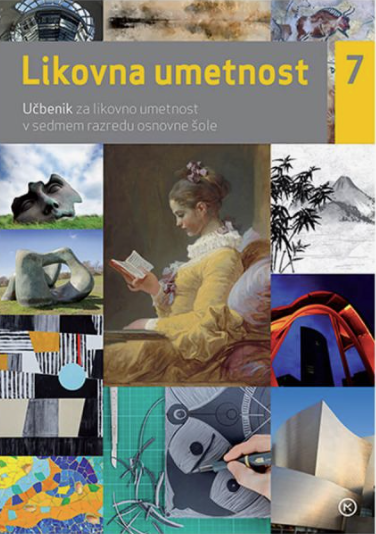 Likovna umetnost 7
Učbenik za likovno umetnost
v sedmem razredu osnovne šole